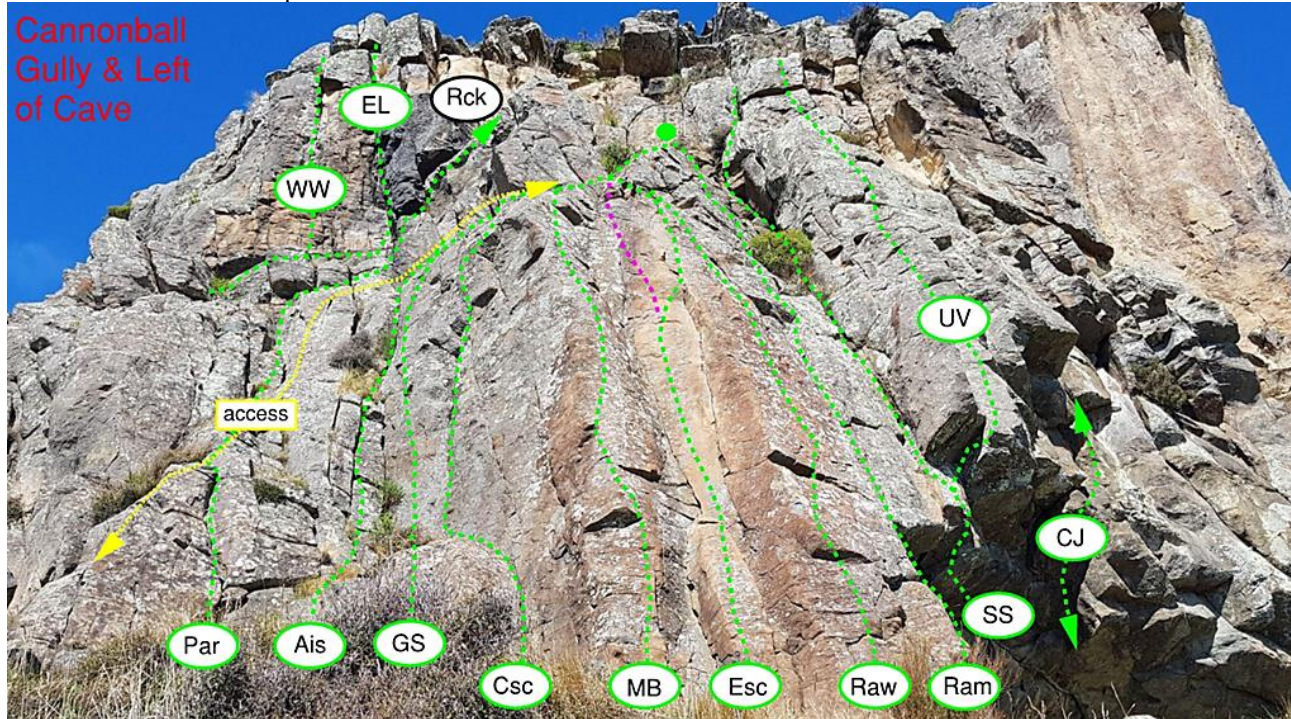 Cannonball
Gully & Left
of Cave
EL
Rck
WW
UV
access
CJ
SS
Par
Ais
GS
Csc
MB
Esc
Raw
Ram